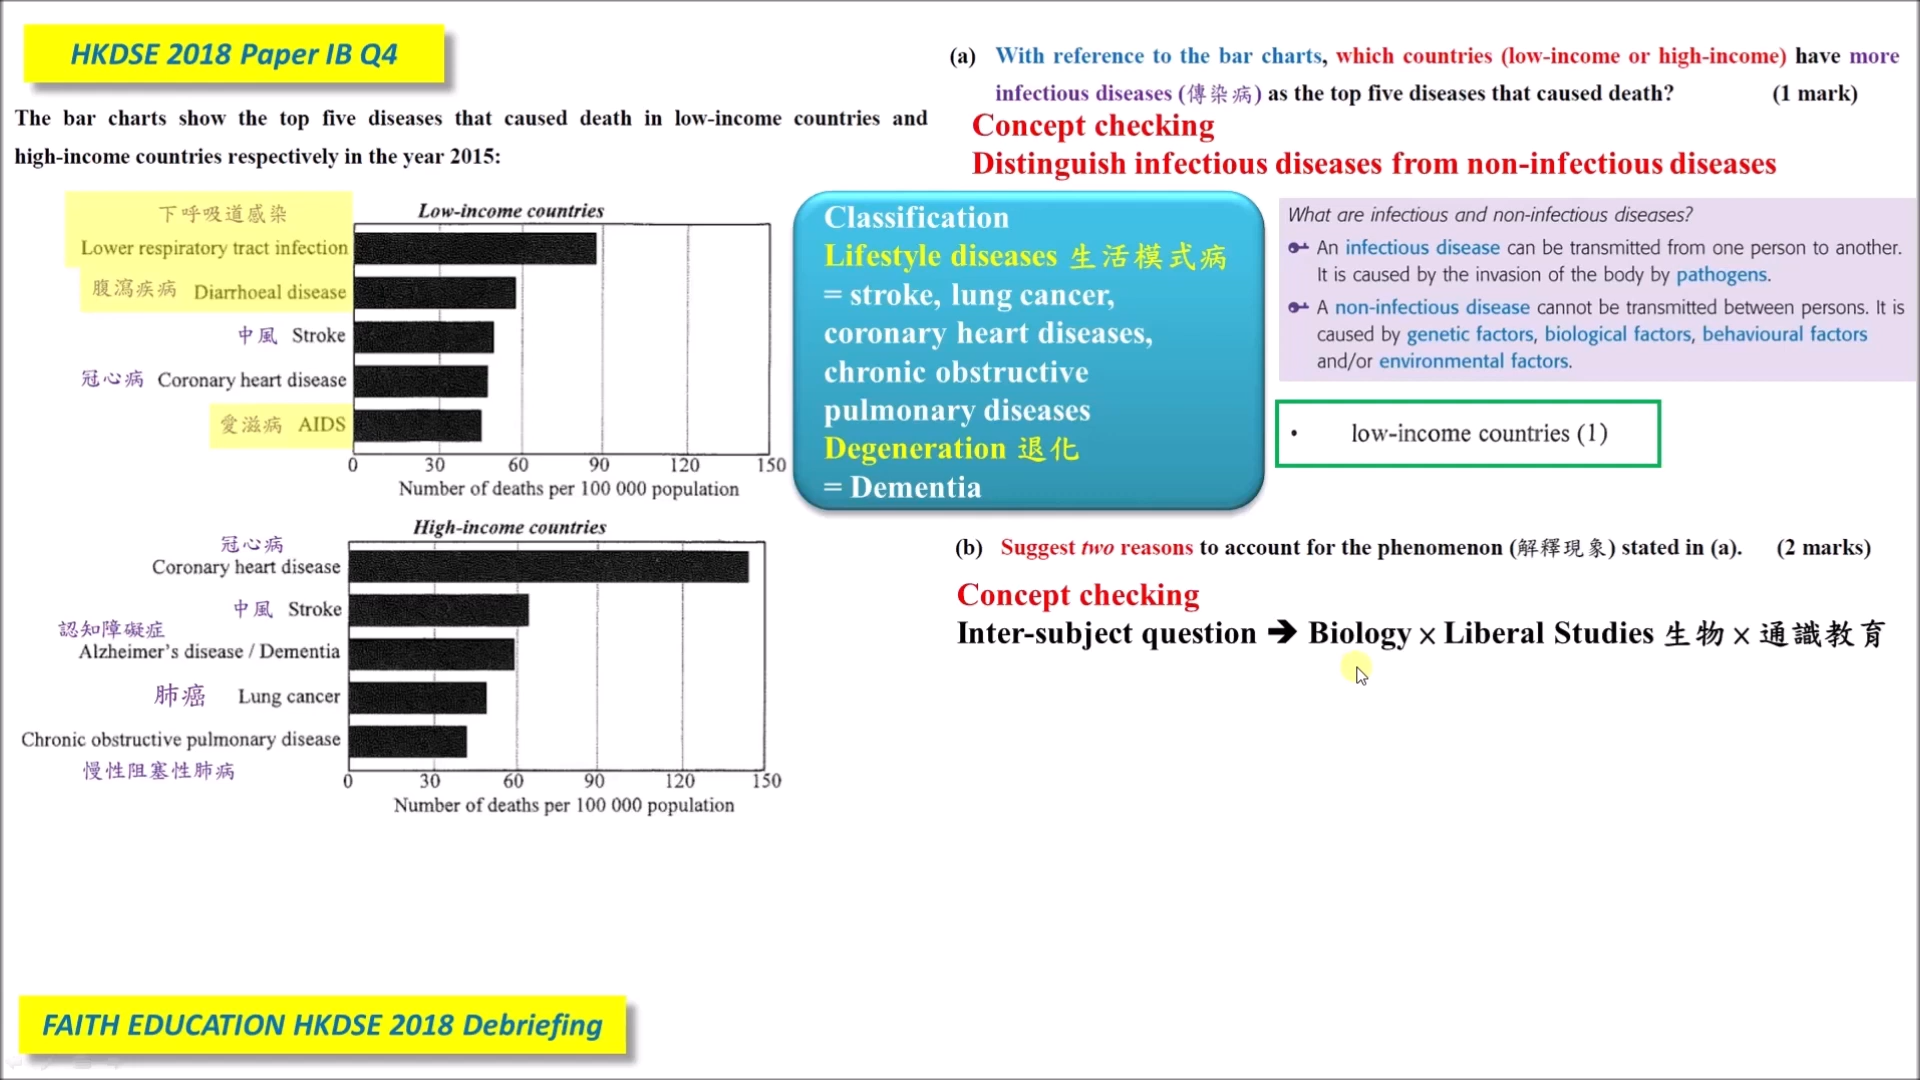 HKDSE 2018 Paper IB Q4
The bar charts show the top five diseases that caused death in low-income countries and
high-income countries respectively in the year 2015:
Low-income countries
下呼吸道感染
Lower respiratory tract infection
腹瀉疾病 Diarrhoeal disease
中風 Stroke
冠心病 Coronary heart disease
愛滋病 AIDS
0 30 60 90 120 150
Number of deaths per 100 000 population
High-income countries
冠心病
Coronary heart disease
中風 Stroke
認知障礙症
Alzheimer's disease / Dementia
肺癌 Lung cancer
Chronic obstructive pulmonary disease
慢性阻塞性肺病
0 30 60 90 120 150
Number of deaths per 100 000 population
FAITH EDUCATION HKDSE 2018 Debriefing
(a) With reference to the bar charts, which countries (low-income or high-income) have more
infectious diseases (傳染病) as the top five diseases that caused death? (1 mark)
Concept checking
Distinguish infectious diseases from non-infectious diseases
Classification
Lifestyle diseases 生活模式病
= stroke, lung cancer,
coronary heart diseases,
chronic obstructive
pulmonary diseases
Degeneration 退化
= Dementia
What are infectious and non-infectious diseases?
An infectious disease can be transmitted from one person to another.
It is caused by the invasion of the body by pathogens.
A non-infectious disease cannot be transmitted between persons. It is
caused by genetic factors, biological factors, behavioural factors
and/or environmental factors.
• low-income countries (1)
(b) Suggest two reasons to account for the phenomenon (解釋現象) stated in (a). (2 marks)
Concept checking
Inter-subject question ➔ Biology × Liberal Studies 生物 × 通識教育